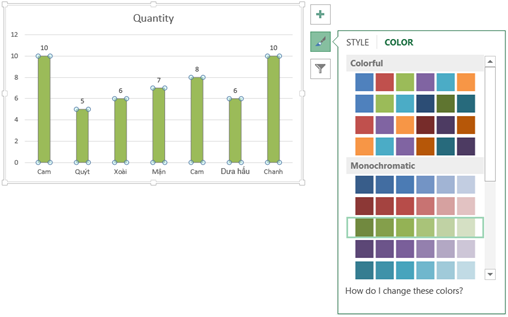 Quantity
12
10
8
6
4
2
0
10
5
6
7
8
6
10
Cam
Quýt
Xoài
Mận
Cam
Dưa hấu
Chanh
STYLE
COLOR
Colorful
Monochromatic
How do I change these colors?